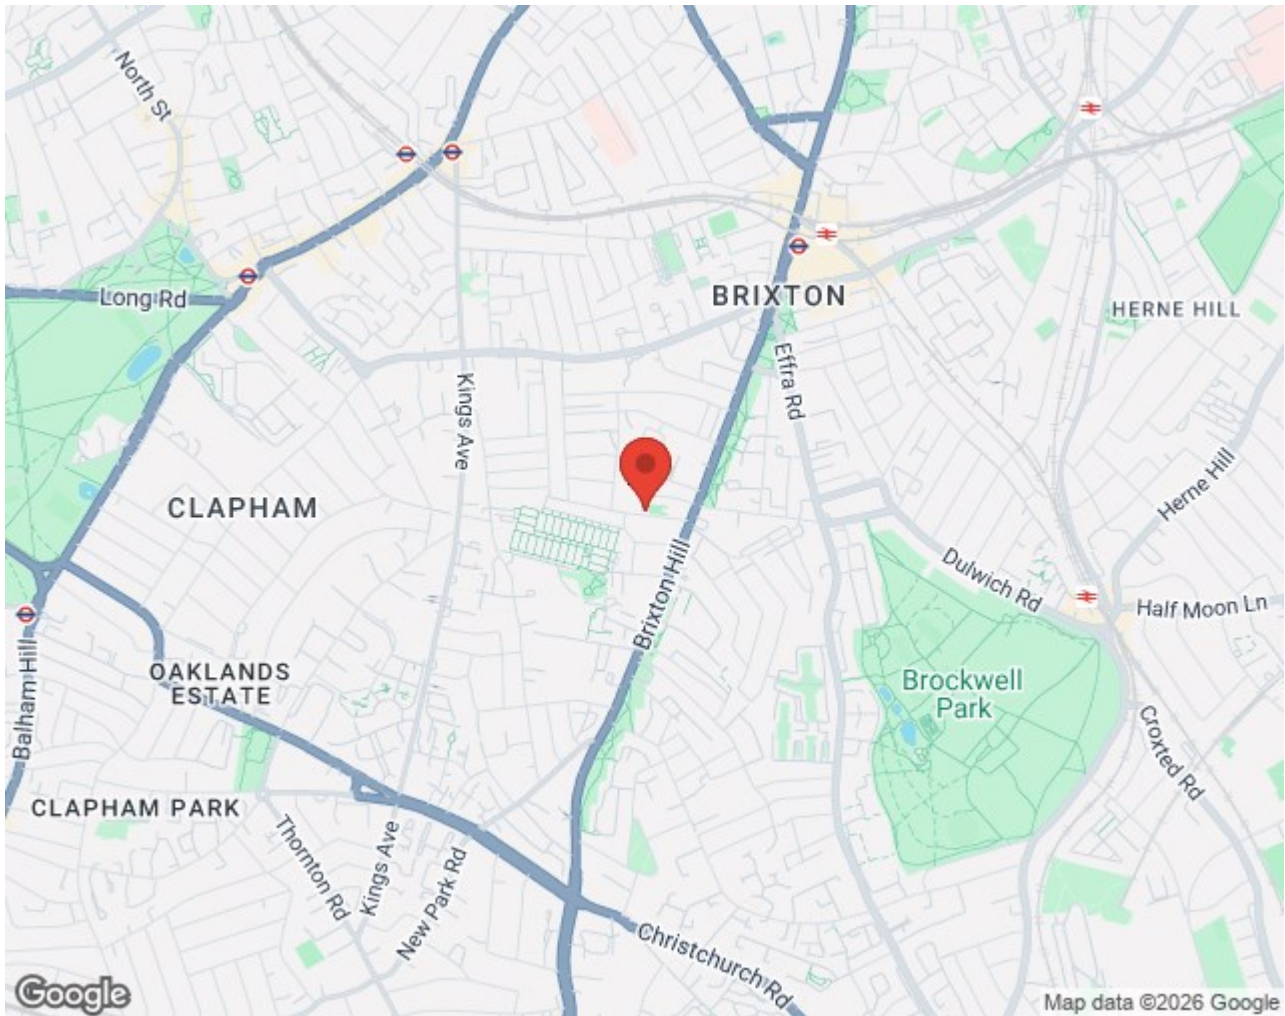 North St
Long Rd
BRIXTON
HERNE HILL
Effra Rd
Kings Ave
Herne Hill
CLAPHAM
Brixton Hill
Dulwich Rd
Half Moon Ln
Balham Hill
OAKLANDS
ESTATE
Brockwell
Park
Croxted Rd
CLAPHAM PARK
Thornton Rd
Kings Ave
New Park Rd
Christchurch Rd
Google
Map data ©2026 Google